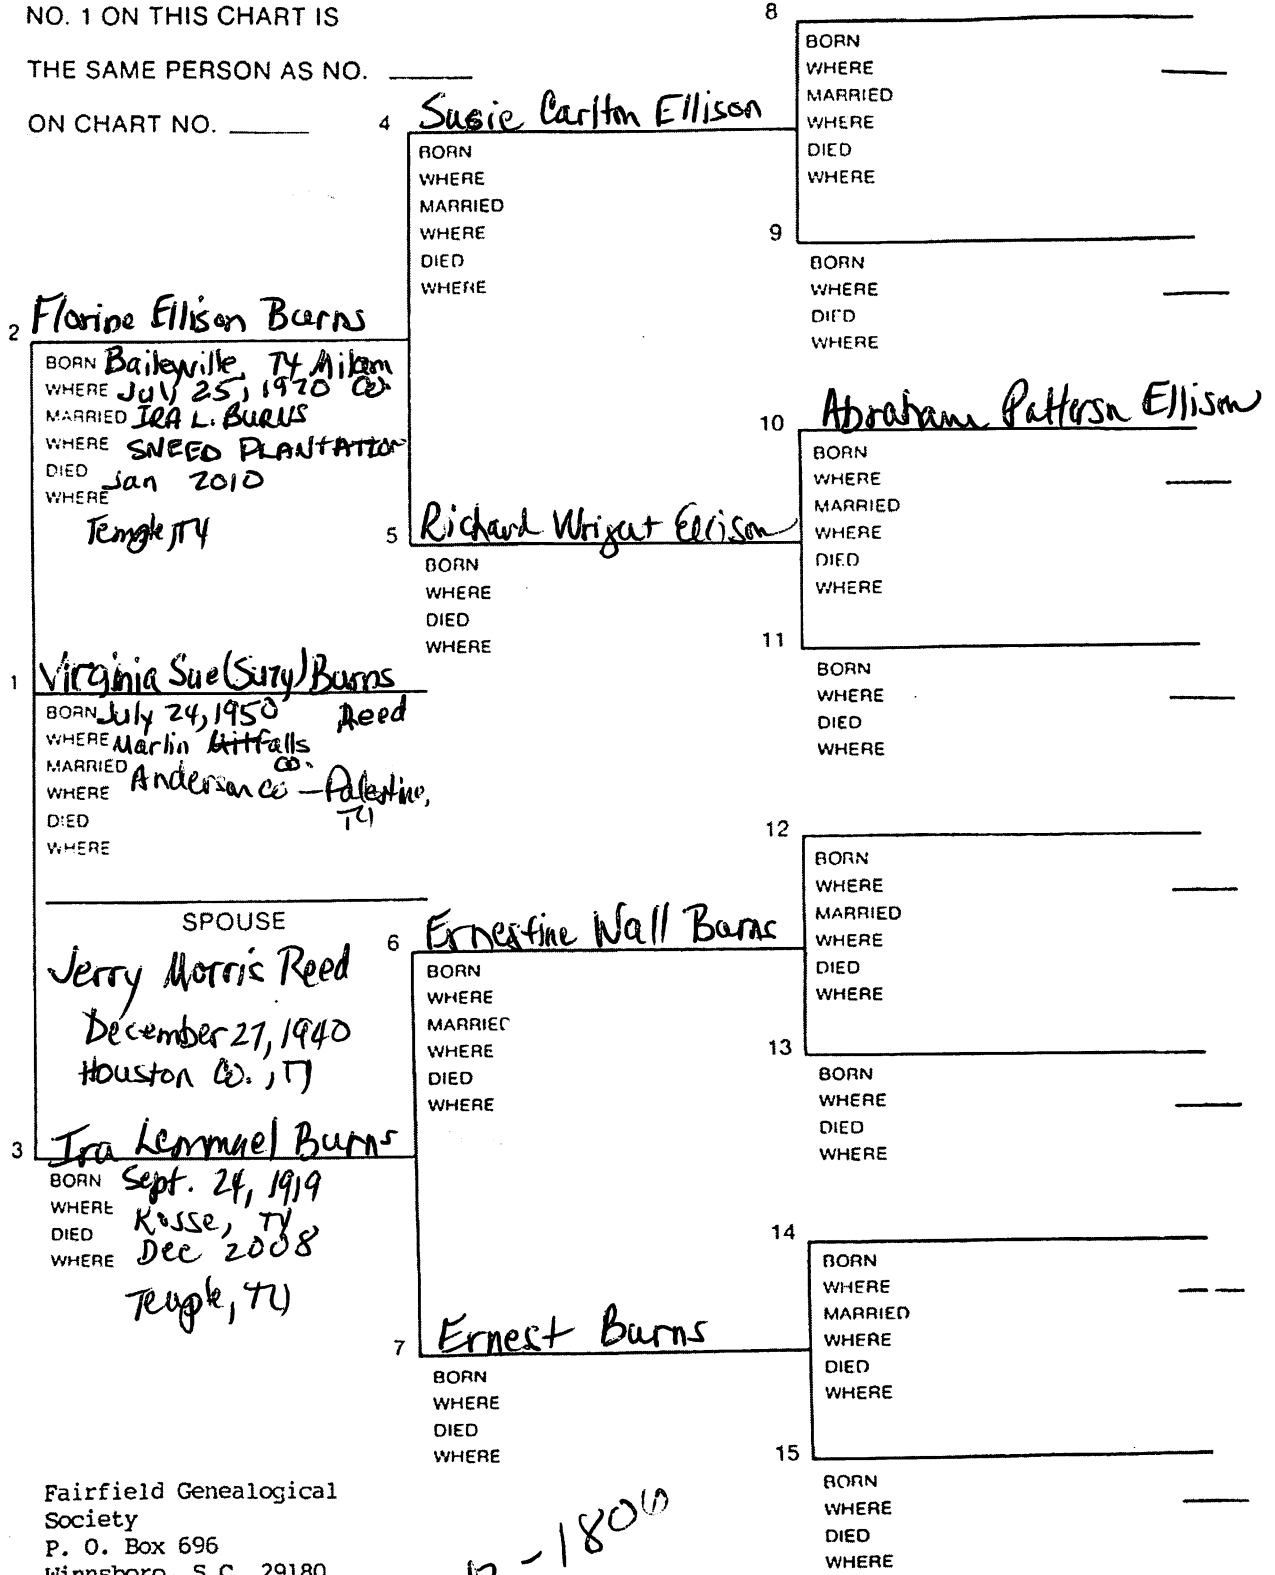 NO. 1 ON THIS CHART IS
THE SAME PERSON AS NO. ______
ON CHART NO. ______
2 Florine Ellison Burns
BORN Baileyville, TX Milam
WHERE July 25, 1920 Co.
MARRIED IRA L. BURNS
WHERE SNEED PLANTATION
DIED Jan 2010
WHERE
Temple, TX
1 Virginia Sue (Suzy) Burns
BORN July 24, 1950 Reed
WHERE Marlin Falls
Co.
MARRIED Anderson Co - Palestine,
WHERE TX
DIED
WHERE
SPOUSE
Jerry Morris Reed
December 27, 1940
Houston Co., TX
3 Ira Lemmuel Burns
BORN Sept. 24, 1919
WHERE Kosse, TX
DIED
WHERE Dec 2008
Temple, TX
4 Susie Carlton Ellison
BORN
WHERE
MARRIED
WHERE
DIED
WHERE
5 Richard Wright Ellison
BORN
WHERE
DIED
WHERE
6 Ernestine Wall Burns
BORN
WHERE
MARRIED
WHERE
DIED
WHERE
7 Ernest Burns
BORN
WHERE
DIED
WHERE
8
BORN
WHERE
MARRIED
WHERE
DIED
WHERE
9
BORN
WHERE
DIED
WHERE
10 Abraham Patterson Ellison
BORN
WHERE
MARRIED
WHERE
DIED
WHERE
11
BORN
WHERE
DIED
WHERE
12
BORN
WHERE
MARRIED
WHERE
DIED
WHERE
13
BORN
WHERE
DIED
WHERE
14
BORN
WHERE
MARRIED
WHERE
DIED
WHERE
15
BORN
WHERE
DIED
WHERE
Fairfield Genealogical
Society
P. O. Box 696
Winnsboro, S.C. 29180